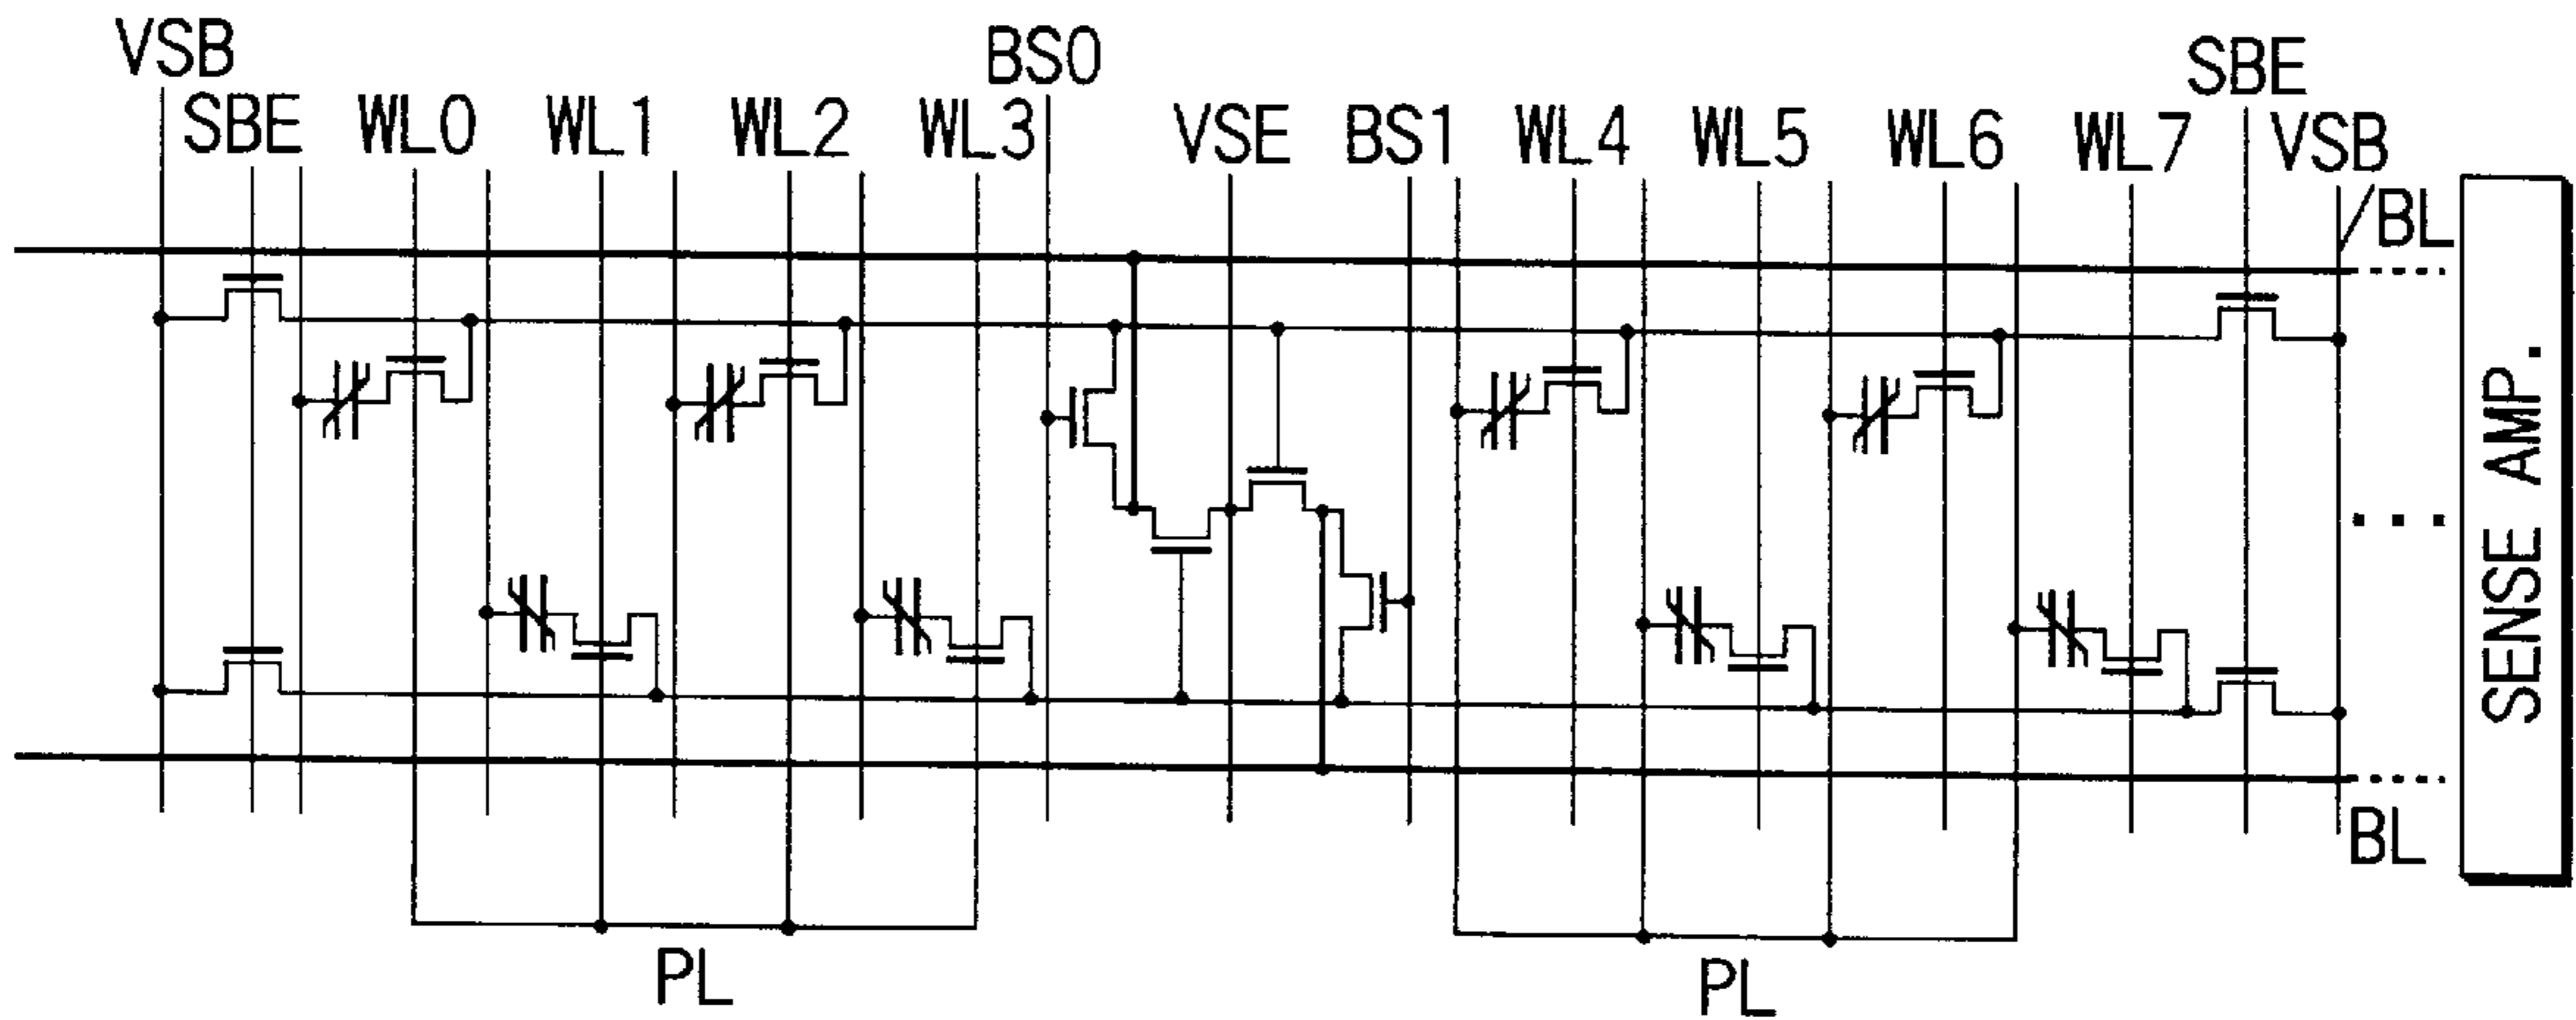 VSB
SBE
WL0
WL1
WL2
WL3
BS0
VSE
BS1
WL4
WL5
WL6
WL7
SBE
VSB
/BL
SENSE AMP.
BL
PL
PL